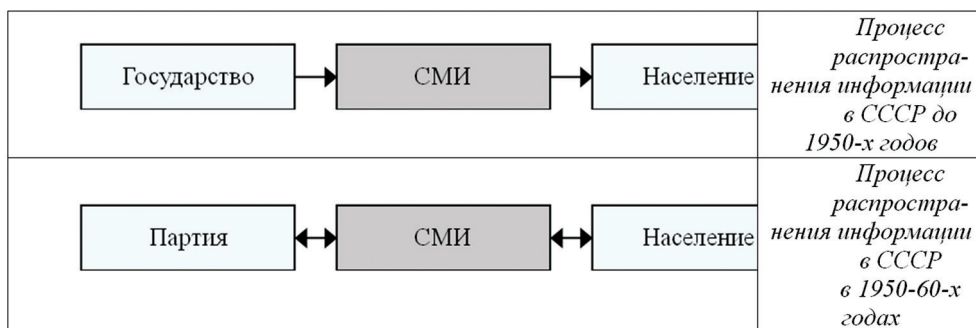 Государство
СМИ
Население
Процесс
распростра-
нения информации
в СССР до
1950-х годов
Партия
СМИ
Население
Процесс
распростра-
нения информации
в СССР
в 1950-60-х
годах